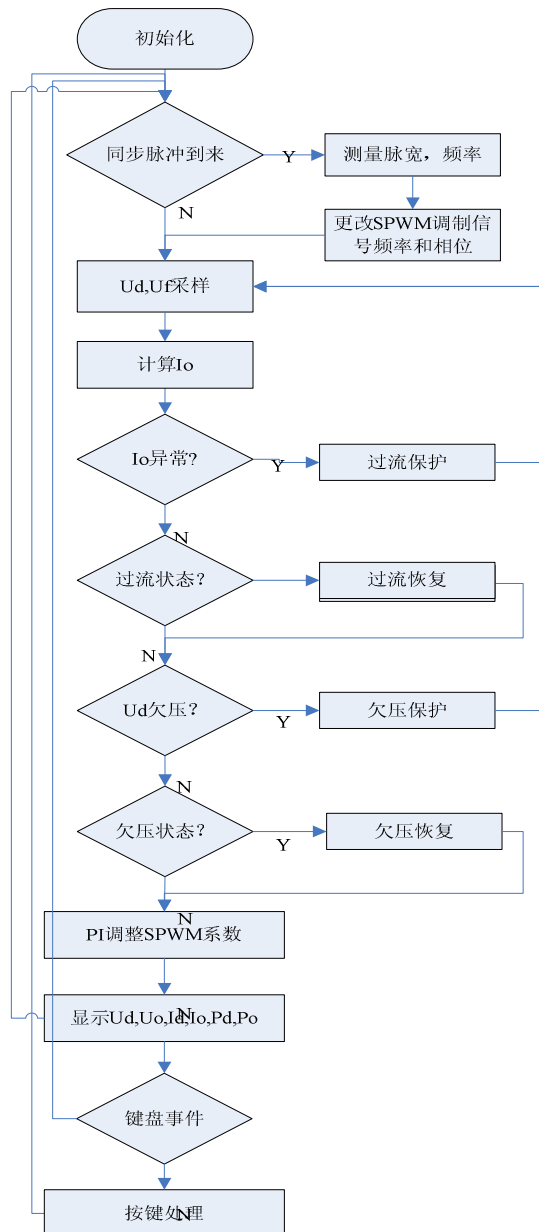 初始化
同步脉冲到来
Y
测量脉宽，频率
N
更改SPWM调制信
号频率和相位
Ud,Uf采样
计算Io
Io异常?
Y
过流保护
N
过流状态？
过流恢复
N
Ud欠压？
Y
欠压保护
N
欠压状态？
Y
欠压恢复
N
PI调整SPWM系数
显示Ud,Uo,Id,Io,Pd,Po
N
键盘事件
按键处理
N